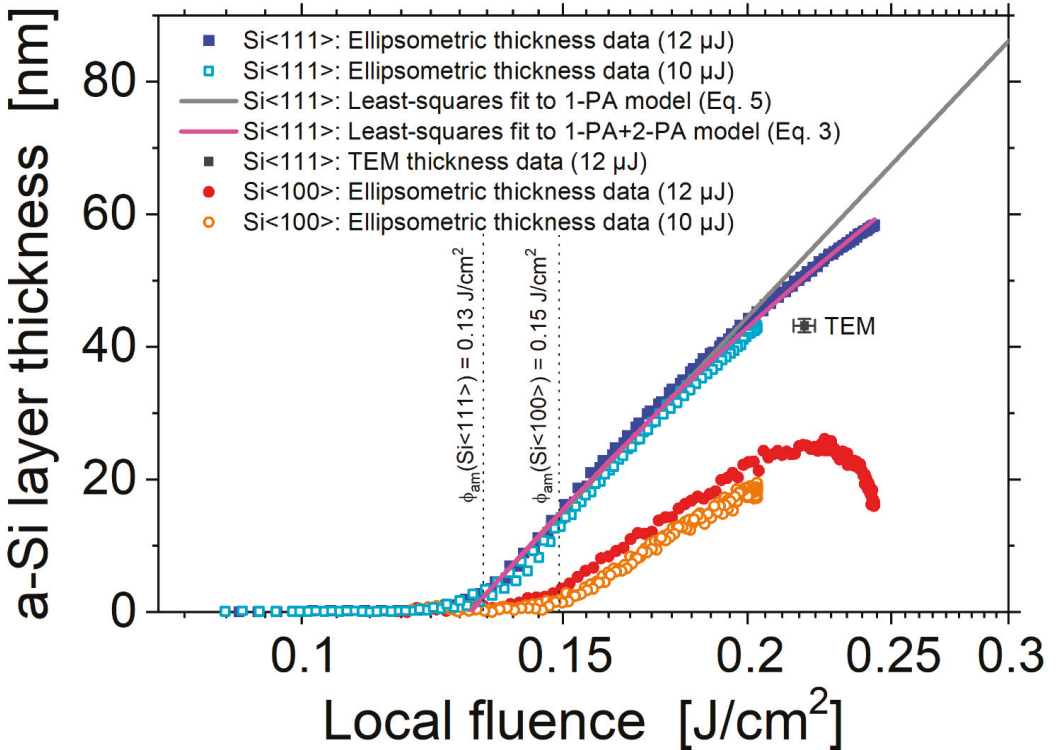 a-Si layer thickness [nm]
80
60
40
20
0
Si<111>: Ellipsometric thickness data (12 µJ)
Si<111>: Ellipsometric thickness data (10 µJ)
Si<111>: Least-squares fit to 1-PA model (Eq. 5)
Si<111>: Least-squares fit to 1-PA+2-PA model (Eq. 3)
Si<111>: TEM thickness data (12 µJ)
Si<100>: Ellipsometric thickness data (12 µJ)
Si<100>: Ellipsometric thickness data (10 µJ)
ϕam(Si<111>) = 0.13 J/cm²
ϕam(Si<100>) = 0.15 J/cm²
TEM
0.1 0.15 0.2 0.25 0.3
Local fluence [J/cm²]